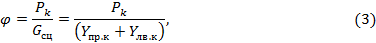 φ = P_k / G_сц = P_k / (Y_пр.к + Y_лв.к), (3)